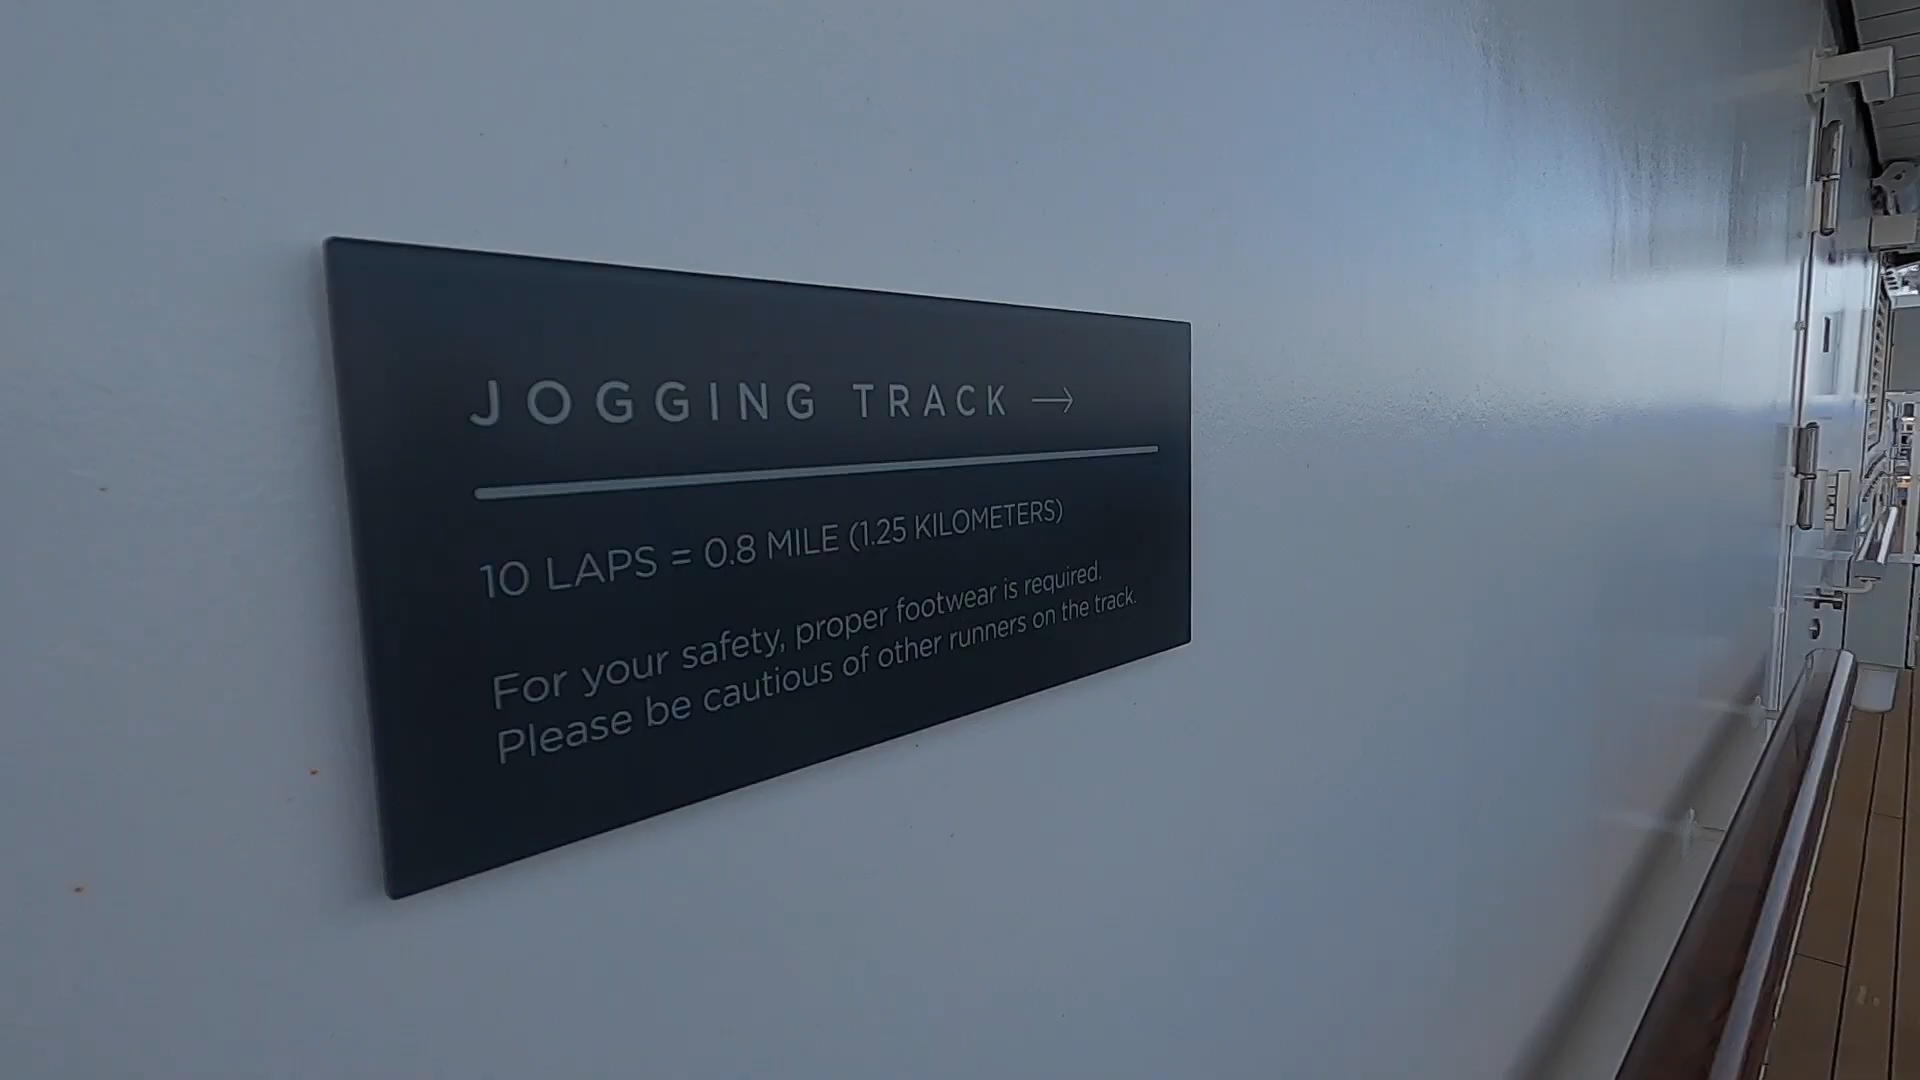 JOGGING TRACK →
10 LAPS = 0.8 MILE (1.25 KILOMETERS)
For your safety, proper footwear is required.
Please be cautious of other runners on the track.